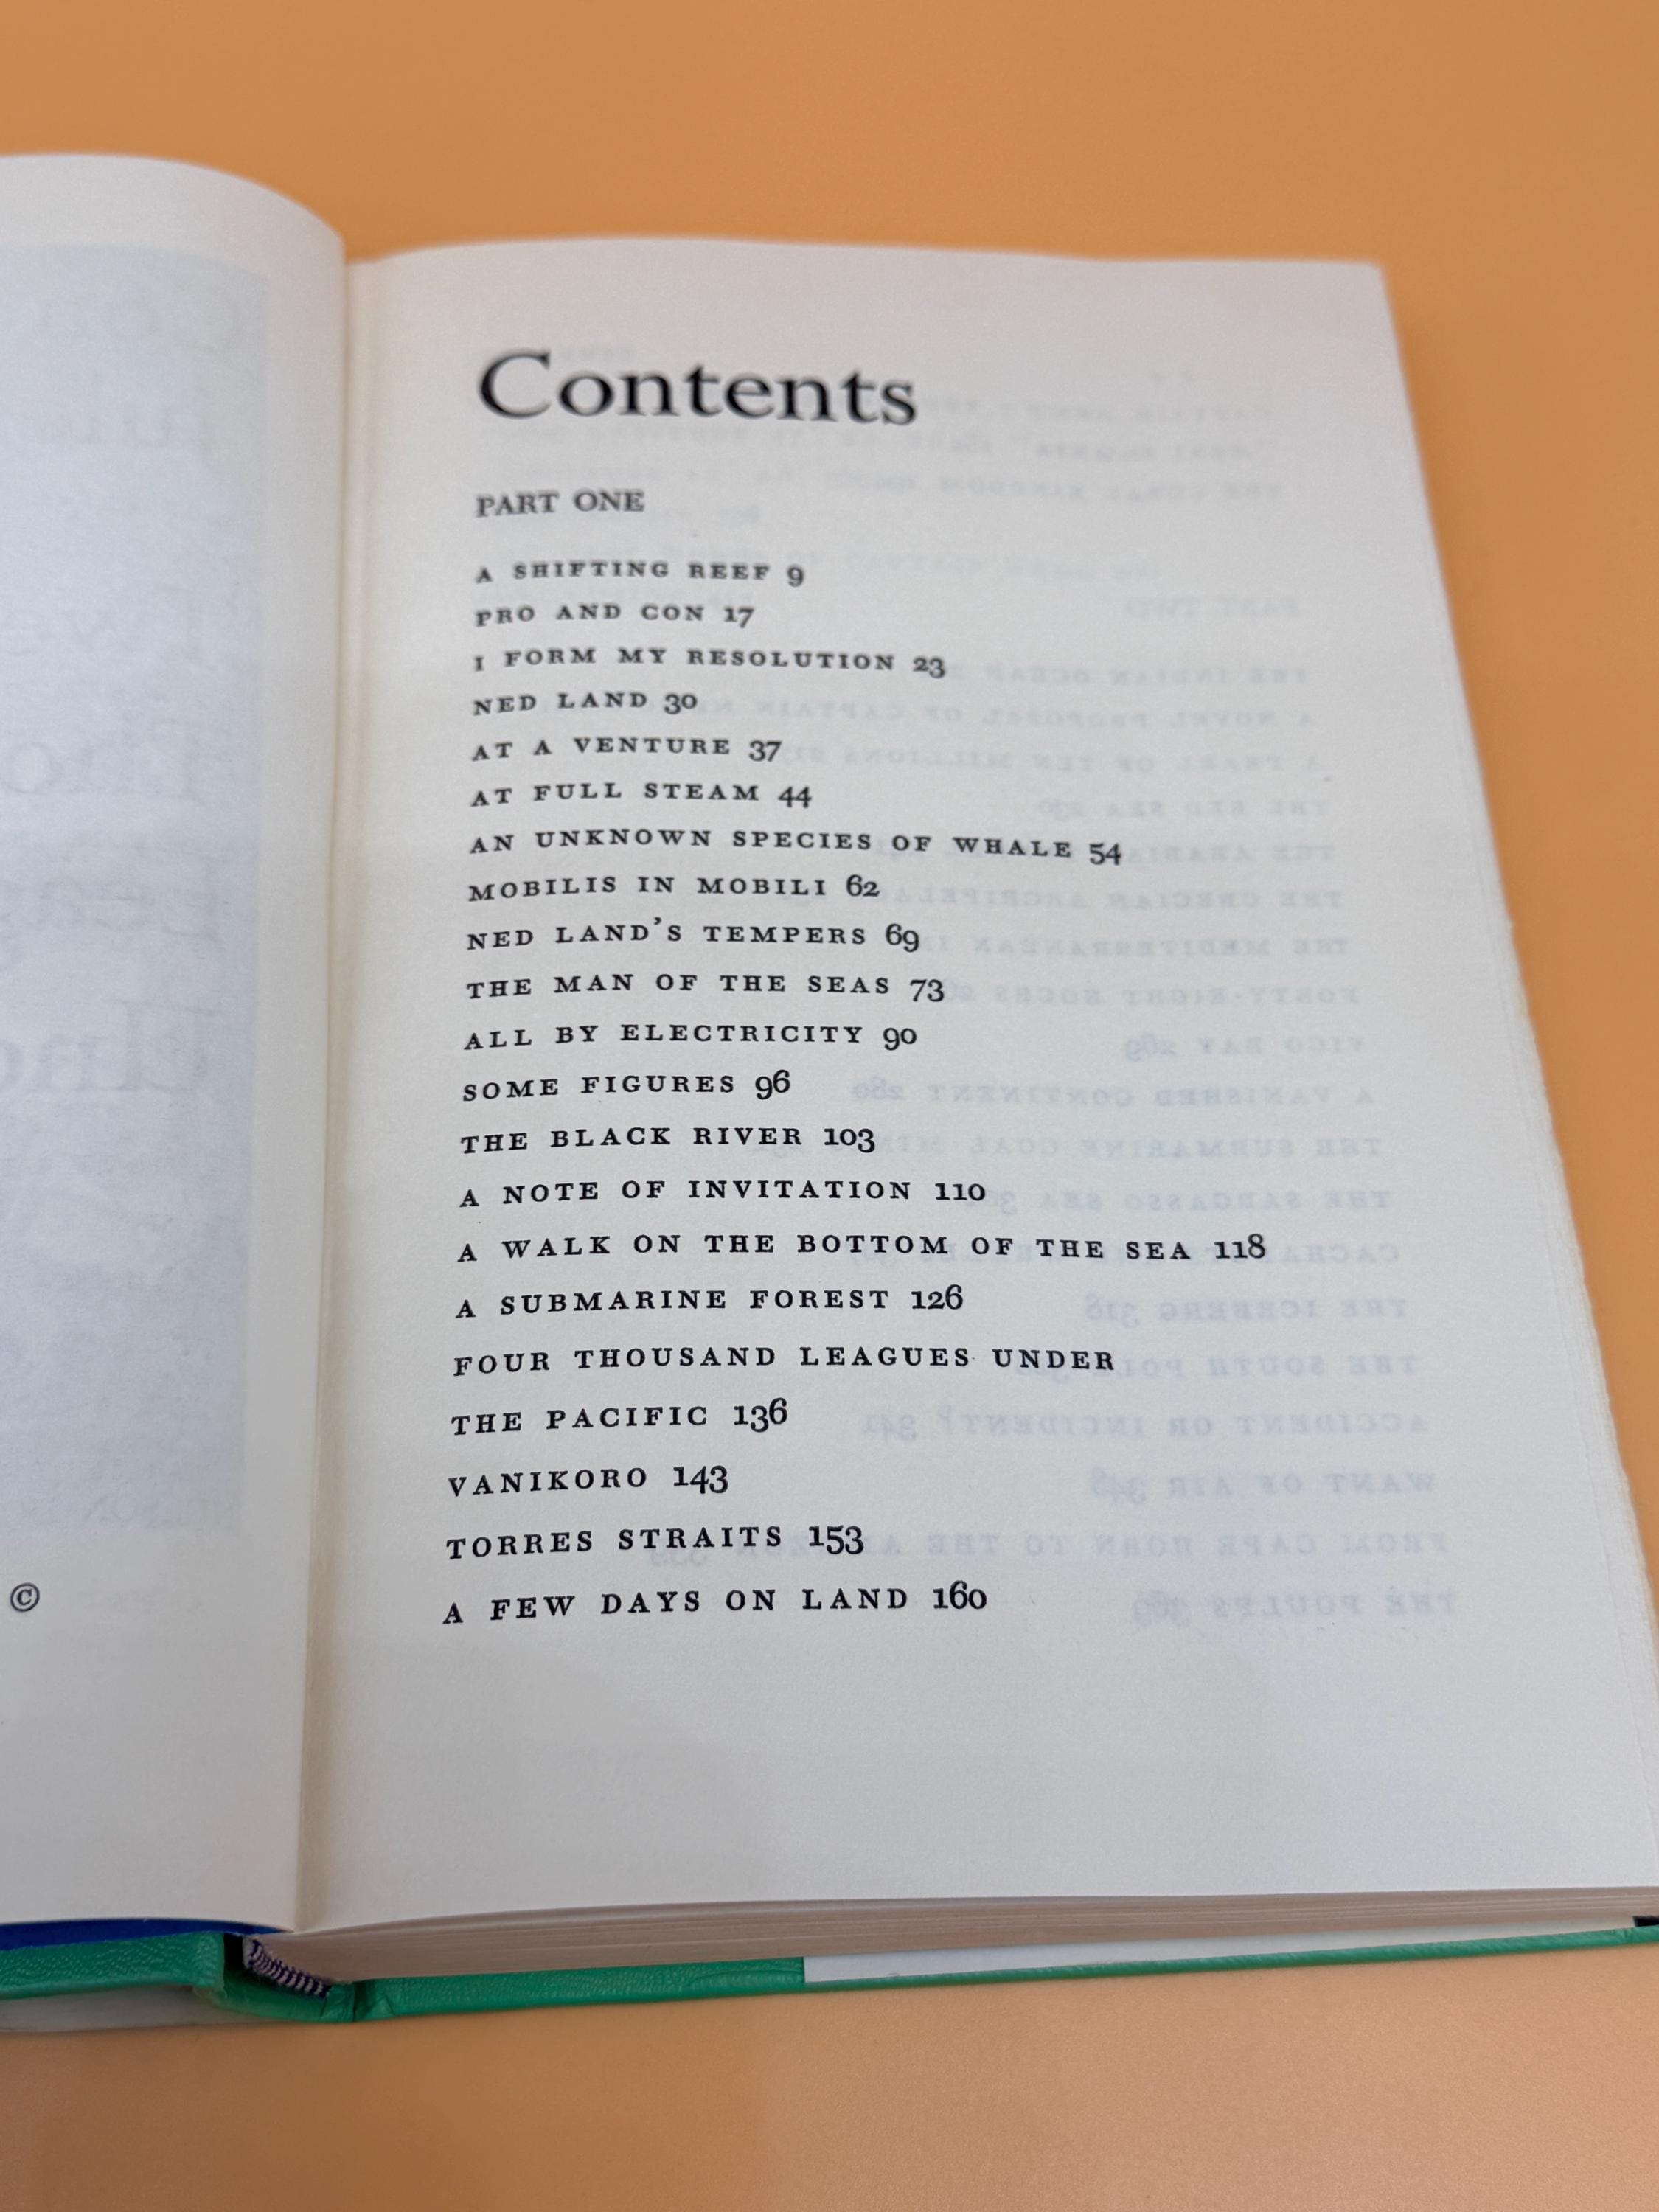 Contents
PART ONE
A SHIFTING REEF 9
PRO AND CON 17
I FORM MY RESOLUTION 23
NED LAND 30
AT A VENTURE 37
AT FULL STEAM 44
AN UNKNOWN SPECIES OF WHALE 54
MOBILIS IN MOBILI 62
NED LAND'S TEMPERS 69
THE MAN OF THE SEAS 73
ALL BY ELECTRICITY 90
SOME FIGURES 96
THE BLACK RIVER 103
A NOTE OF INVITATION 110
A WALK ON THE BOTTOM OF THE SEA 118
A SUBMARINE FOREST 126
FOUR THOUSAND LEAGUES UNDER
THE PACIFIC 136
VANIKORO 143
TORRES STRAITS 153
A FEW DAYS ON LAND 160
©